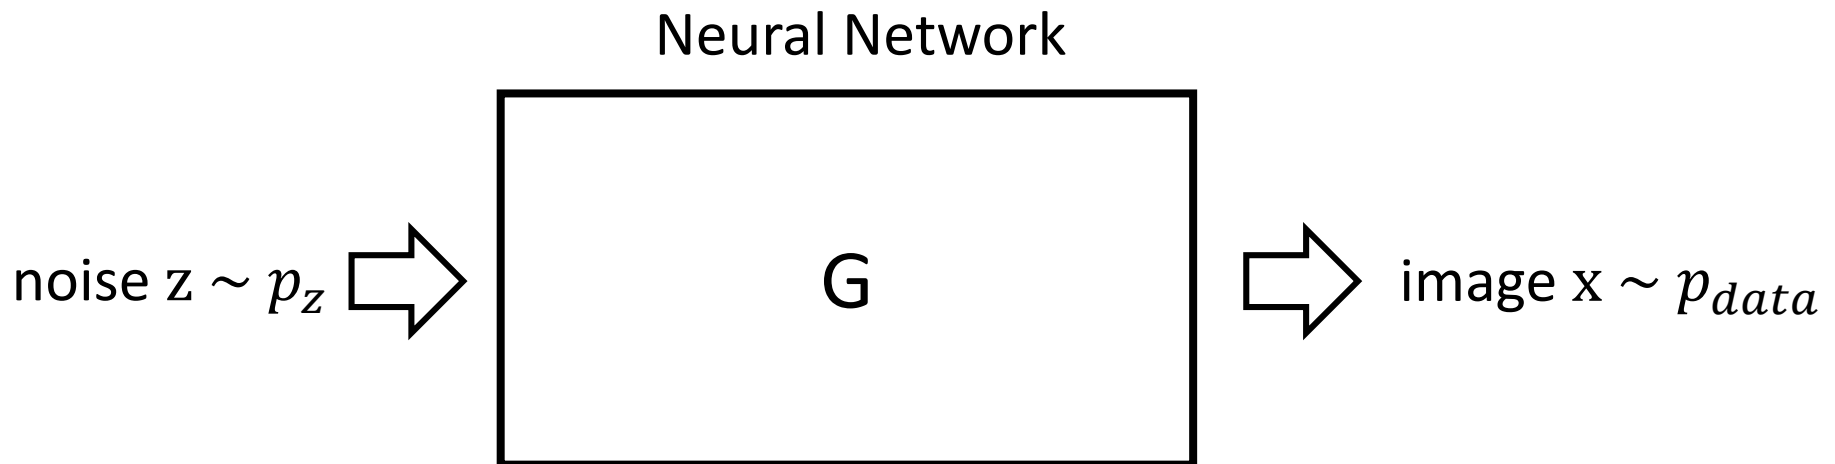 Neural Network
noise z ~ p_z
G
image x ~ p_data